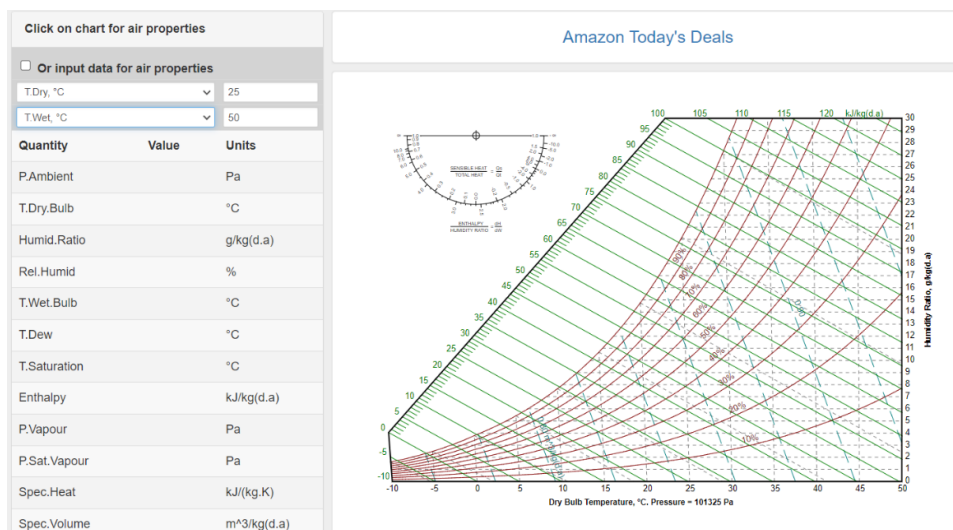 Click on chart for air properties
Or input data for air properties
T.Dry, °C 25
T.Wet, °C 50
Quantity Value Units
P.Ambient Pa
T.Dry.Bulb °C
Humid.Ratio g/kg(d.a)
Rel.Humid %
T.Wet.Bulb °C
T.Dew °C
T.Saturation °C
Enthalpy kJ/kg(d.a)
P.Vapour Pa
P.Sat.Vapour Pa
Spec.Heat kJ/(kg.K)
Spec.Volume m^3/kg(d.a)
Amazon Today's Deals
SENSIBLE HEAT
TOTAL HEAT
ENTHALPY
HUMIDITY RATIO
100 105 110 115 120 kJ/kg(d.a)
95
90
85
80
75
70
65
60
55
50
45
40
35
30
25
20
15
10
5
0
-5
-10
90%
80%
70%
60%
50%
40%
30%
20%
10%
30
29
28
27
26
25
24
23
22
21
20
19
18
17
16
15
14
13
12
11
10
9
8
7
6
5
4
3
2
1
0
Humidity Ratio, g/kg(d.a)
-10 -5 0 5 10 15 20 25 30 35 40 45 50
Dry Bulb Temperature, °C. Pressure = 101325 Pa